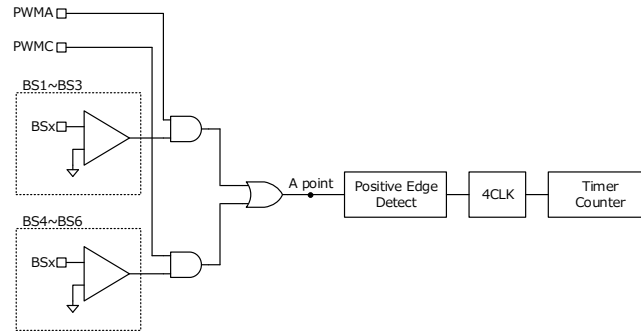 PWMA
PWMC
BS1~BS3
BSx
A point
Positive Edge
Detect
4CLK
Timer
Counter
BS4~BS6
BSx